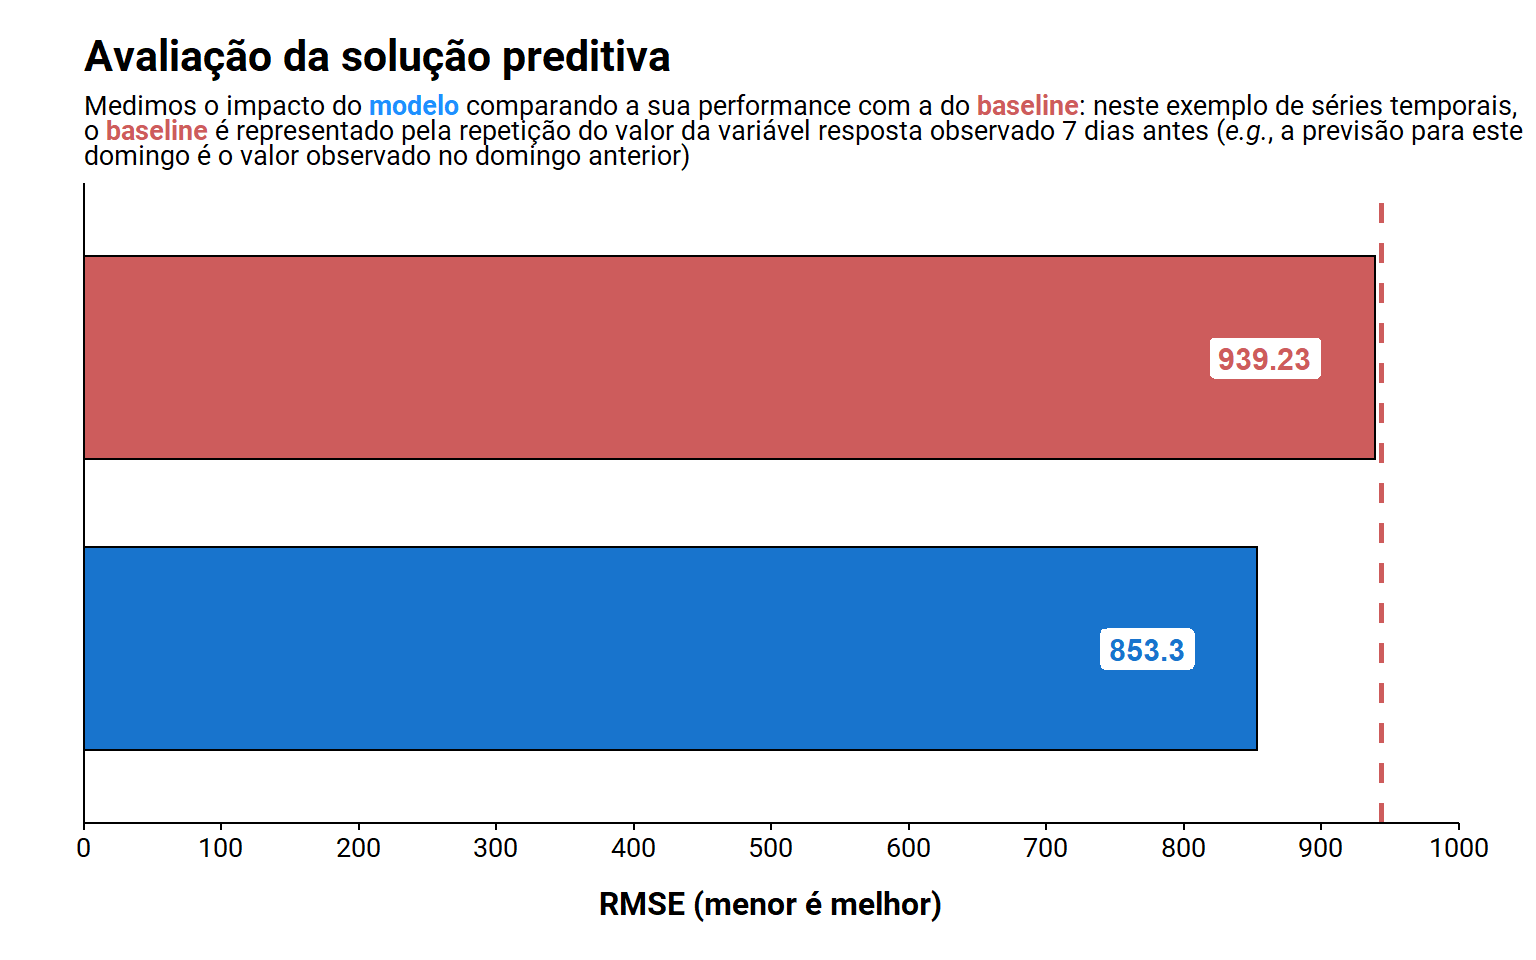 Avaliação da solução preditiva
Medimos o impacto do modelo comparando a sua performance com a do baseline: neste exemplo de séries temporais,
o baseline é representado pela repetição do valor da variável resposta observado 7 dias antes (e.g., a previsão para este
domingo é o valor observado no domingo anterior)
939.23
853.3
0 100 200 300 400 500 600 700 800 900 1000
RMSE (menor é melhor)